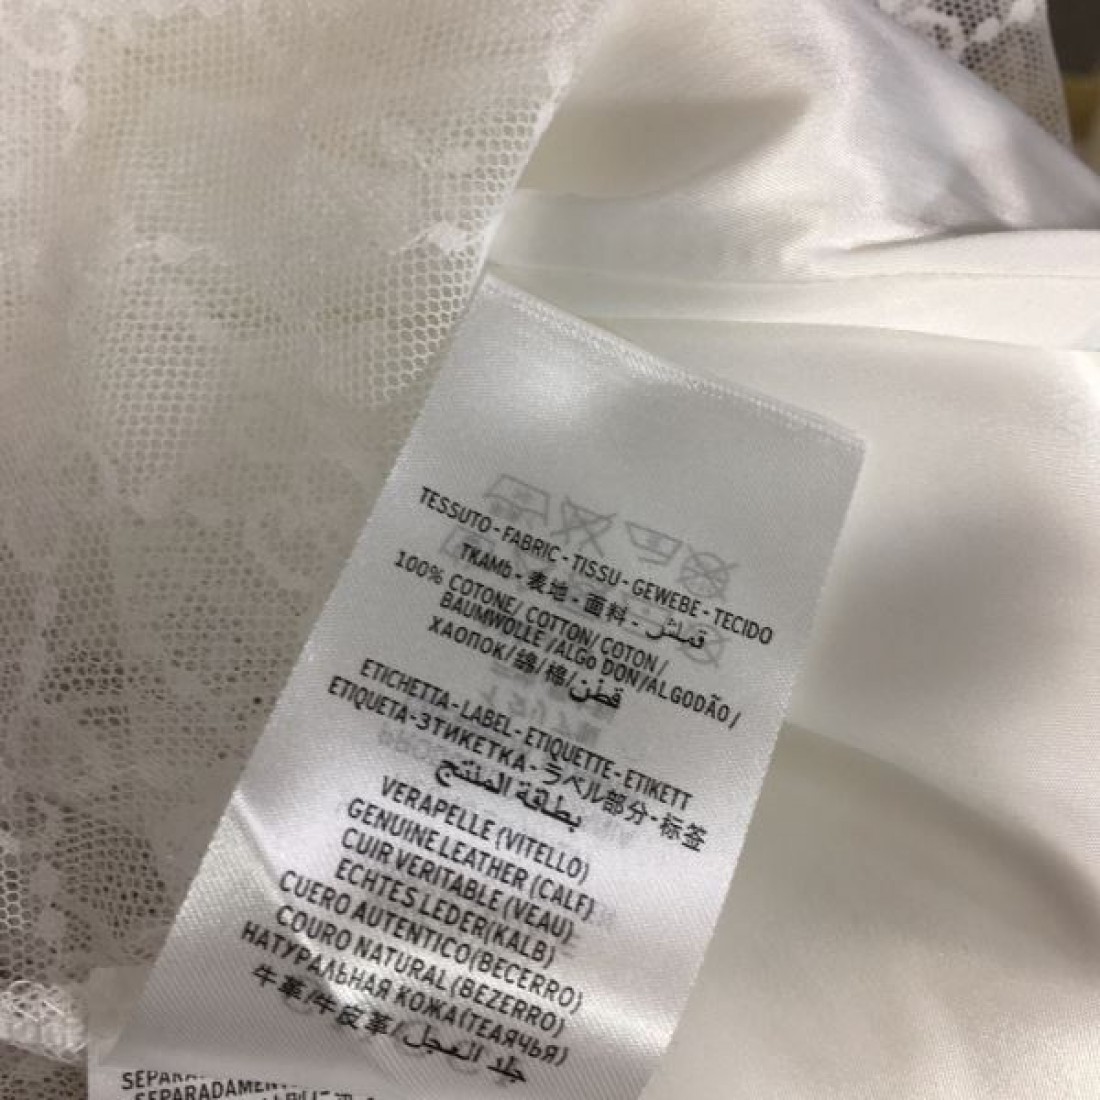 TESSUTO - FABRIC - TISSU - GEWEBE - TECIDO
TKAMb - 表地 - 面料 - قماش
100% COTONE/ COTTON/ COTON/
BAUMWOLLE /ALGo DON/ALGODÃO/
ХЛОПОК/綿/棉/قطن
ETICHETTA - LABEL - ETIQUETTE - ETIKETT
ETIQUETA - ЭТИКЕТКА - ラベル部分 - 标签
بطاقة المنتج
VERAPELLE (VITELLO)
GENUINE LEATHER (CALF)
CUIR VERITABLE (VEAU)
ECHTES LEDER(KALB)
CUERO AUTENTICO(BECERRO)
COURO NATURAL (BEZERRO)
НАТУРАЛЬНАЯ КОЖА(ТЕЛЯЧЬЯ)
牛革/牛皮革/جلد العجل